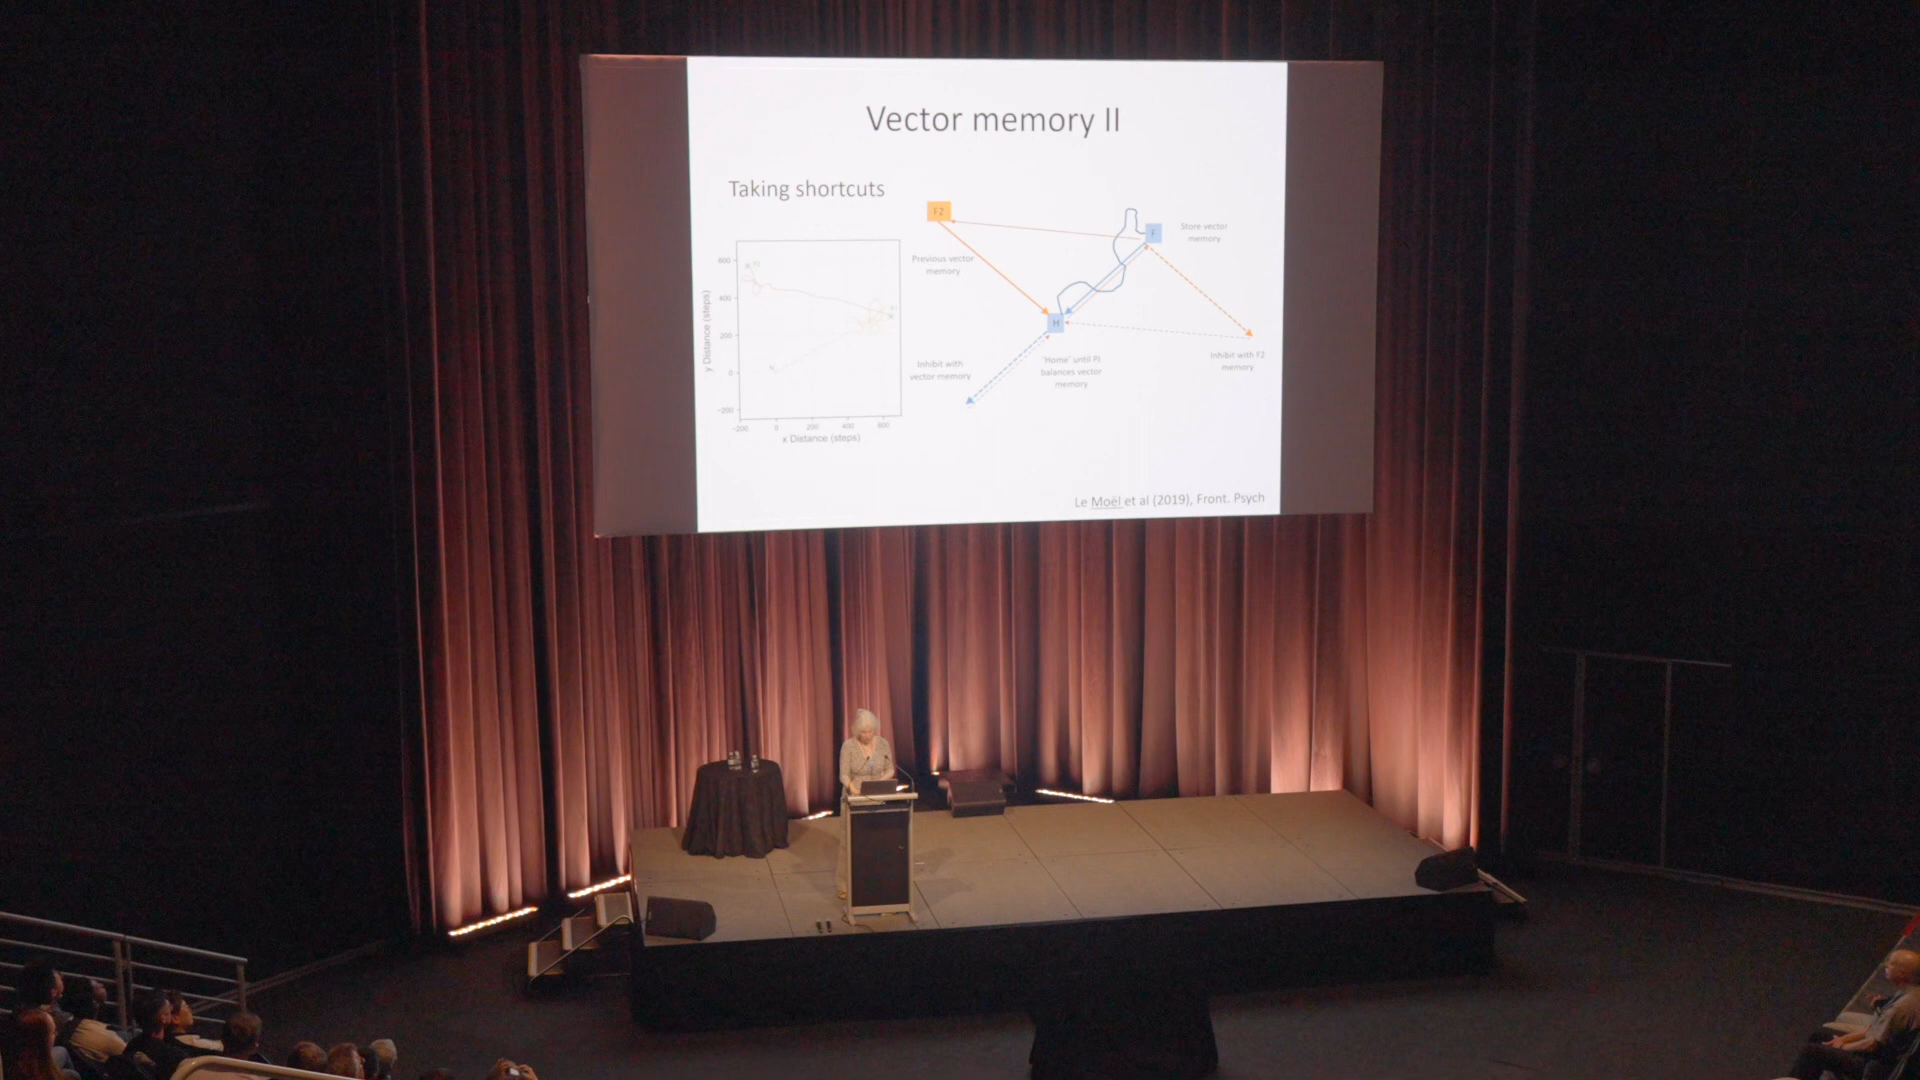 Vector memory II
Taking shortcuts
F2
F
Store vector
memory
Previous vector
memory
H
Inhibit with
vector memory
'Home' until PI
balances vector
memory
Inhibit with F2
memory
600
400
200
0
-200
y Distance (steps)
-200 0 200 400 600
x Distance (steps)
Le Moël et al (2019), Front. Psych